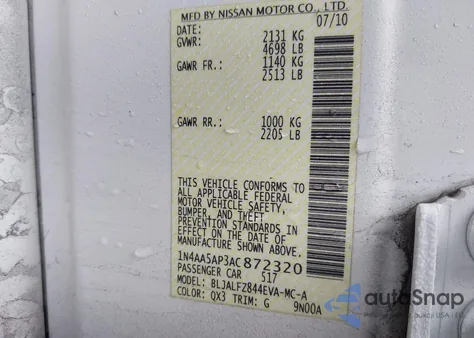 MFD BY NISSAN MOTOR CO., LTD.
DATE: 07/10
GVWR: 2131 KG
4698 LB
GAWR FR.: 1140 KG
2513 LB
GAWR RR.: 1000 KG
2205 LB
THIS VEHICLE CONFORMS TO
ALL APPLICABLE FEDERAL
MOTOR VEHICLE SAFETY,
BUMPER, AND THEFT
PREVENTION STANDARDS IN
EFFECT ON THE DATE OF
MANUFACTURE SHOWN ABOVE.
1N4AA5AP3AC872320
PASSENGER CAR 517
MODEL: BLJALFZ844EVA-MC-A
COLOR: QX3 TRIM: G 9N00A
autoSnap
POWERED BY